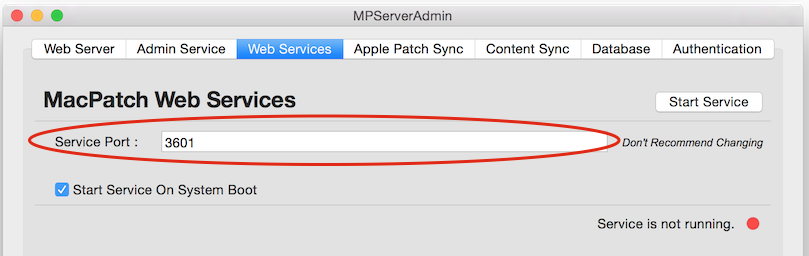 MPServerAdmin
Web Server Admin Service Web Services Apple Patch Sync Content Sync Database Authentication
MacPatch Web Services
Start Service
Service Port : 3601 Don't Recommend Changing
Start Service On System Boot
Service is not running.